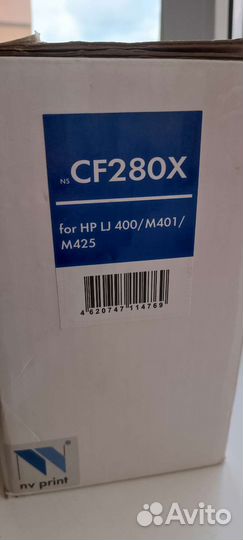 NS CF280X
for HP LJ 400/M401/
M425
4620747114769
nv print
Avito